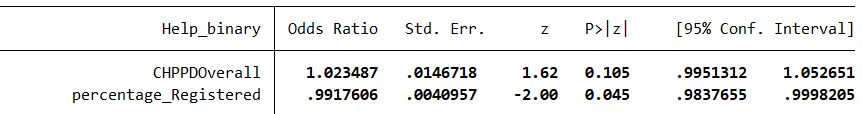 Help_binary Odds Ratio Std. Err. z P>|z| [95% Conf. Interval]
CHPPDOverall 1.023487 .0146718 1.62 0.105 .9951312 1.052651
percentage_Registered .9917606 .0040957 -2.00 0.045 .9837655 .9998205